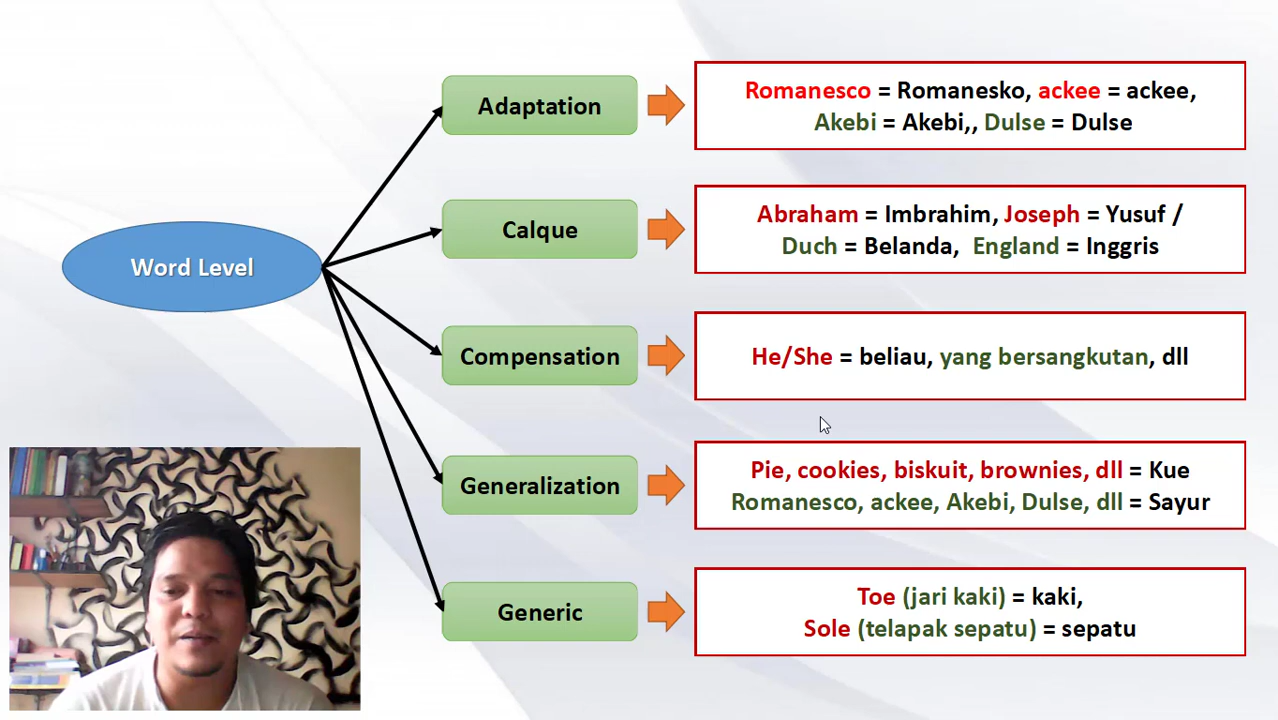 Word Level
Adaptation
Romanesco = Romanesko, ackee = ackee,
Akebi = Akebi,, Dulse = Dulse
Calque
Abraham = Imbrahim, Joseph = Yusuf /
Duch = Belanda, England = Inggris
Compensation
He/She = beliau, yang bersangkutan, dll
Generalization
Pie, cookies, biskuit, brownies, dll = Kue
Romanesco, ackee, Akebi, Dulse, dll = Sayur
Generic
Toe (jari kaki) = kaki,
Sole (telapak sepatu) = sepatu